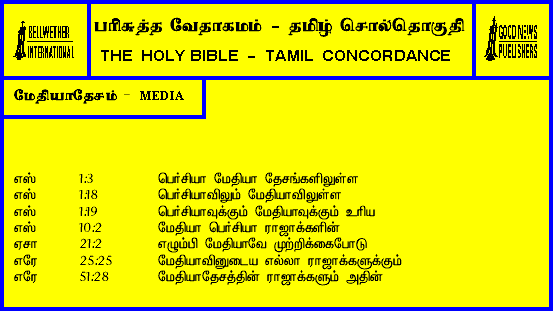 BELLWETHER
INTERNATIONAL
பரிசுத்த வேதாகமம் - தமிழ் சொல்தொகுதி
THE HOLY BIBLE - TAMIL CONCORDANCE
GOOD NEWS
PUBLISHERS
மேதியாதேசம் - MEDIA
எஸ் 1:3 பெர்சியா மேதியா தேசங்களிலுள்ள
எஸ் 1:18 பெர்சியாவிலும் மேதியாவிலுள்ள
எஸ் 1:19 பெர்சியாவுக்கும் மேதியாவுக்கும் உரிய
எஸ் 10:2 மேதியா பெர்சியா ராஜாக்களின்
ஏசா 21:2 எழும்பி மேதியாவே முற்றிக்கைபோடு
எரே 25:25 மேதியாவினுடைய எல்லா ராஜாக்களுக்கும்
எரே 51:28 மேதியாதேசத்தின் ராஜாக்களும் அதின்